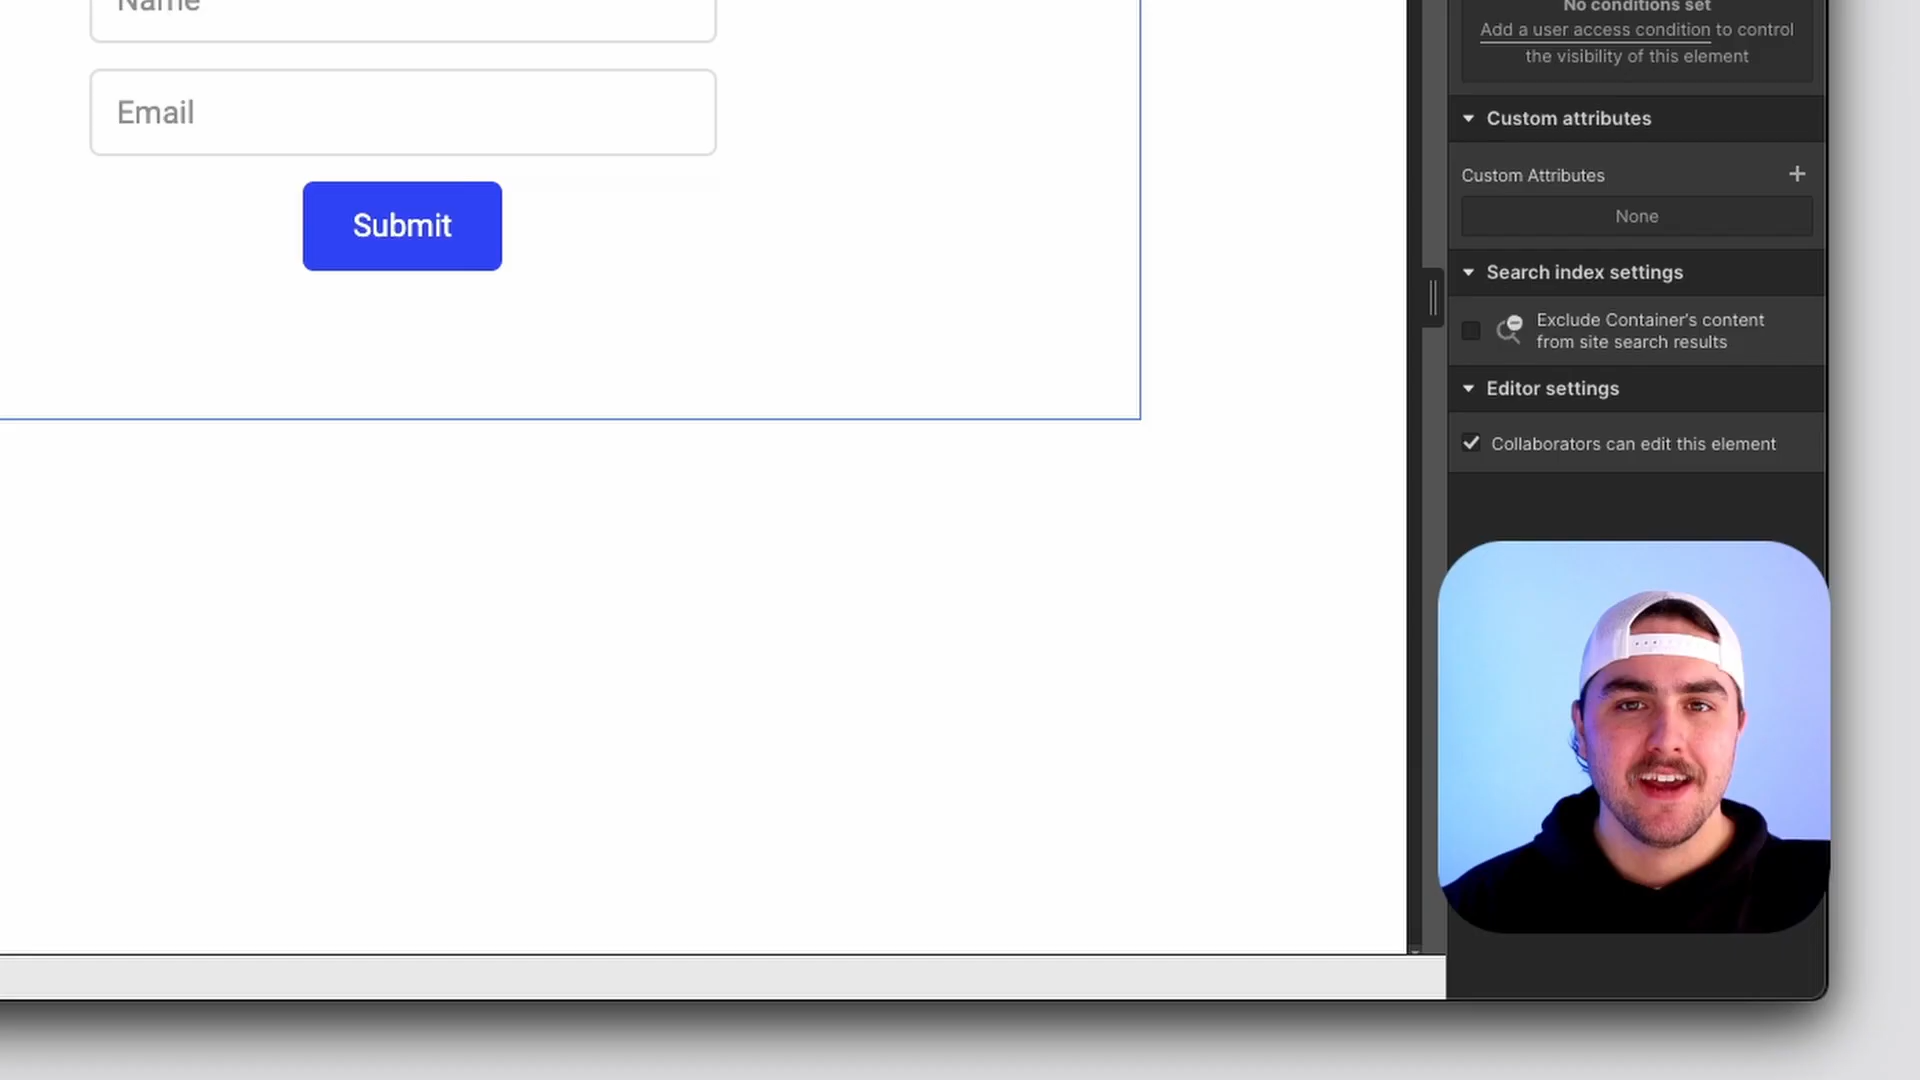 Name
Email
Submit
No conditions set
Add a user access condition to control
the visibility of this element
Custom attributes
Custom Attributes
None
Search index settings
Exclude Container's content
from site search results
Editor settings
Collaborators can edit this element